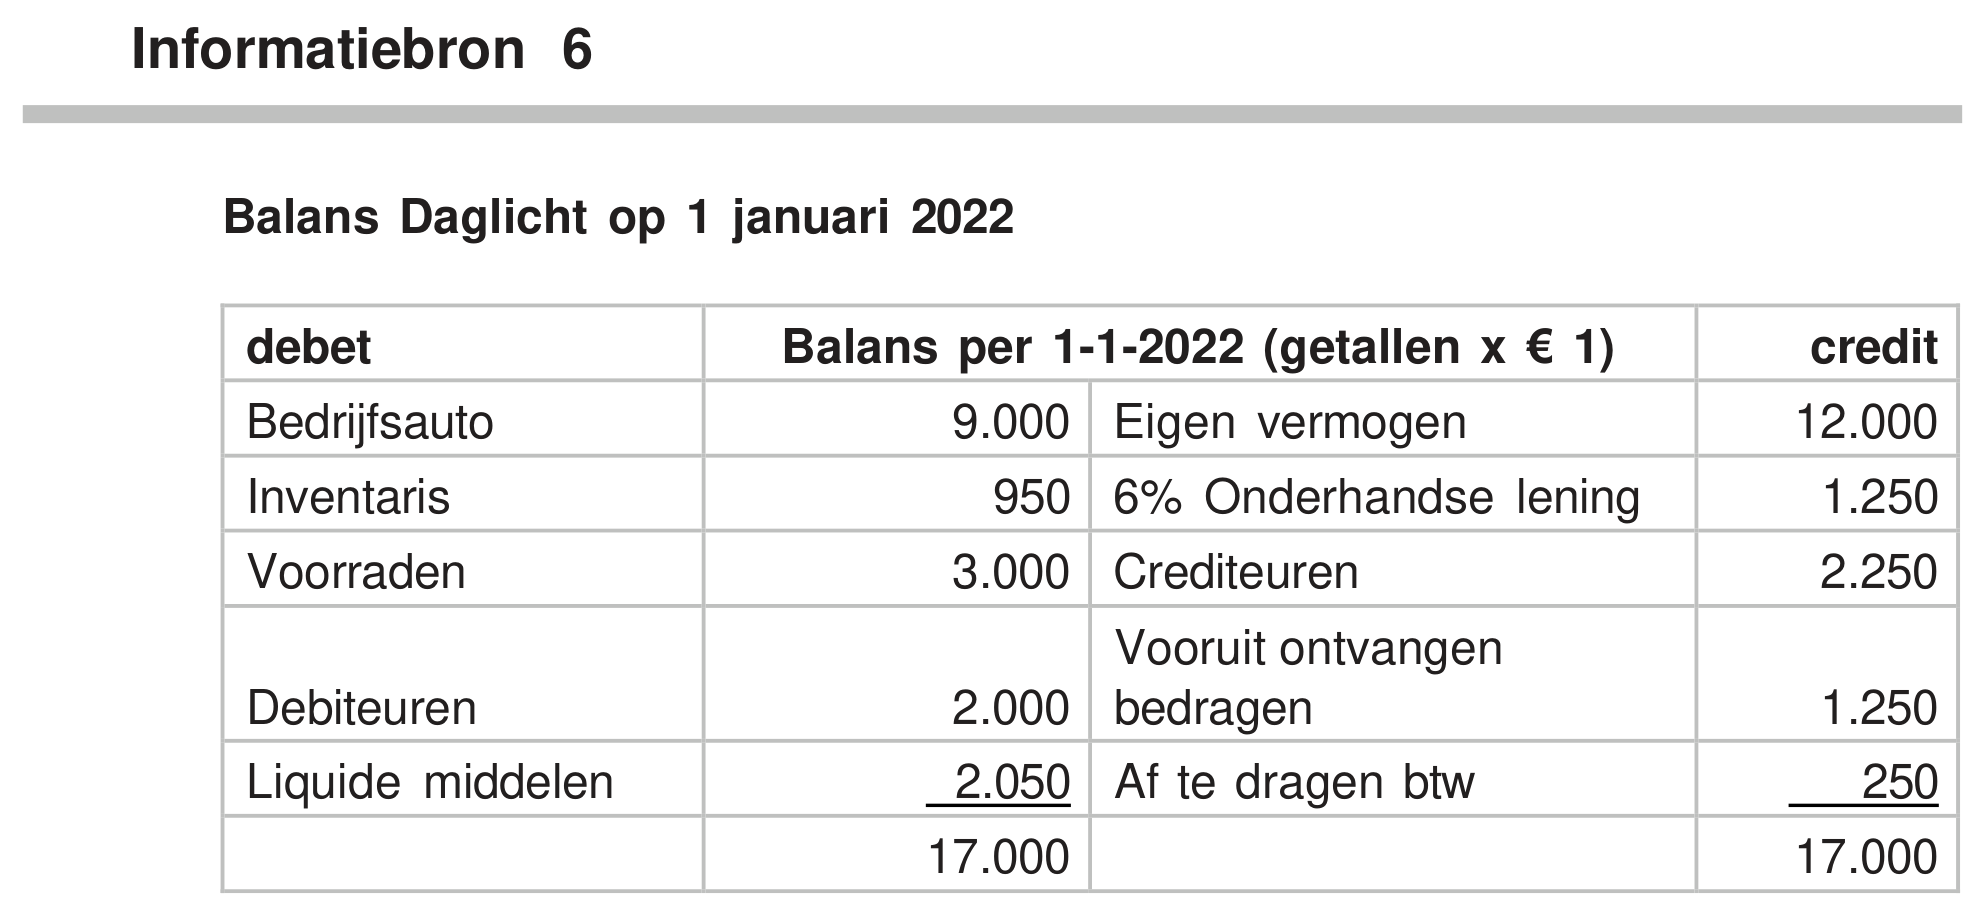 Informatiebron 6
Balans Daglicht op 1 januari 2022
debet Balans per 1-1-2022 (getallen x € 1) credit
Bedrijfsauto 9.000 Eigen vermogen 12.000
Inventaris 950 6% Onderhandse lening 1.250
Voorraden 3.000 Crediteuren 2.250
Vooruit ontvangen
Debiteuren 2.000 bedragen 1.250
Liquide middelen 2.050 Af te dragen btw 250
17.000 17.000